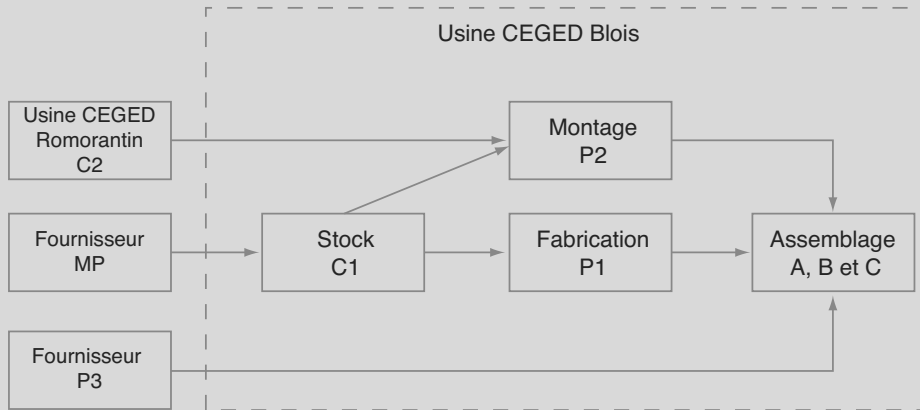 Usine CEGED Blois
Usine CEGED
Romorantin
C2
Montage
P2
Fournisseur
MP
Stock
C1
Fabrication
P1
Assemblage
A, B et C
Fournisseur
P3